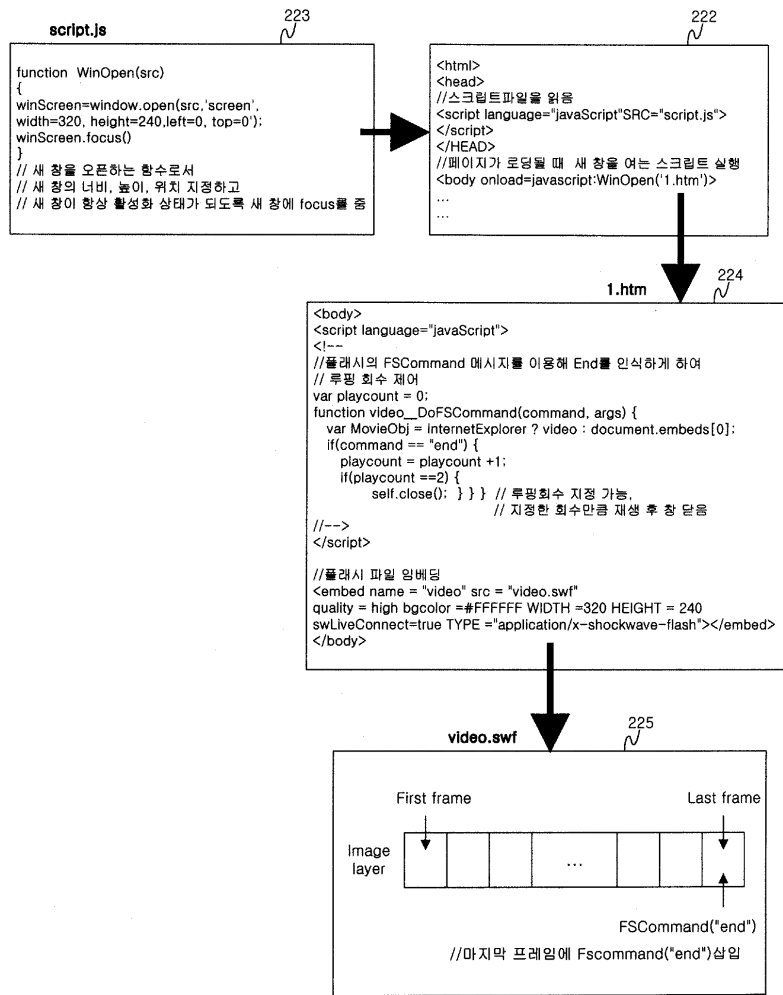 script.js
223
function WinOpen(src)
{
winScreen=window.open(src,'screen',
width=320, height=240,left=0, top=0');
winScreen.focus()
}
// 새 창을 오픈하는 함수로서
// 새 창의 너비, 높이, 위치 지정하고
// 새 창이 항상 활성화 상태가 되도록 새 창에 focus를 줌
222
<html>
<head>
//스크립트파일을 읽음
<script language="javaScript"SRC="script.js">
</script>
</HEAD>
//페이지가 로딩될 때 새 창을 여는 스크립트 실행
<body onload=javascript:WinOpen('1.htm')>
...
...
1.htm
224
<body>
<script language="javaScript">
<!--
//플래시의 FSCommand 메시지를 이용해 End를 인식하게 하여
// 루핑 회수 제어
var playcount = 0;
function video__DoFSCommand(command, args) {
var MovieObj = internetExplorer ? video : document.embeds[0];
if(command == "end") {
playcount = playcount +1;
if(playcount ==2) {
self.close(); } } } // 루핑회수 지정 가능,
// 지정한 회수만큼 재생 후 창 닫음
//-->
</script>
//플래시 파일 임베딩
<embed name = "video" src = "video.swf"
quality = high bgcolor =#FFFFFF WIDTH =320 HEIGHT = 240
swLiveConnect=true TYPE ="application/x-shockwave-flash"></embed>
</body>
video.swf
225
First frame
Last frame
Image
layer
...
FSCommand("end")
//마지막 프레임에 Fscommand("end")삽입